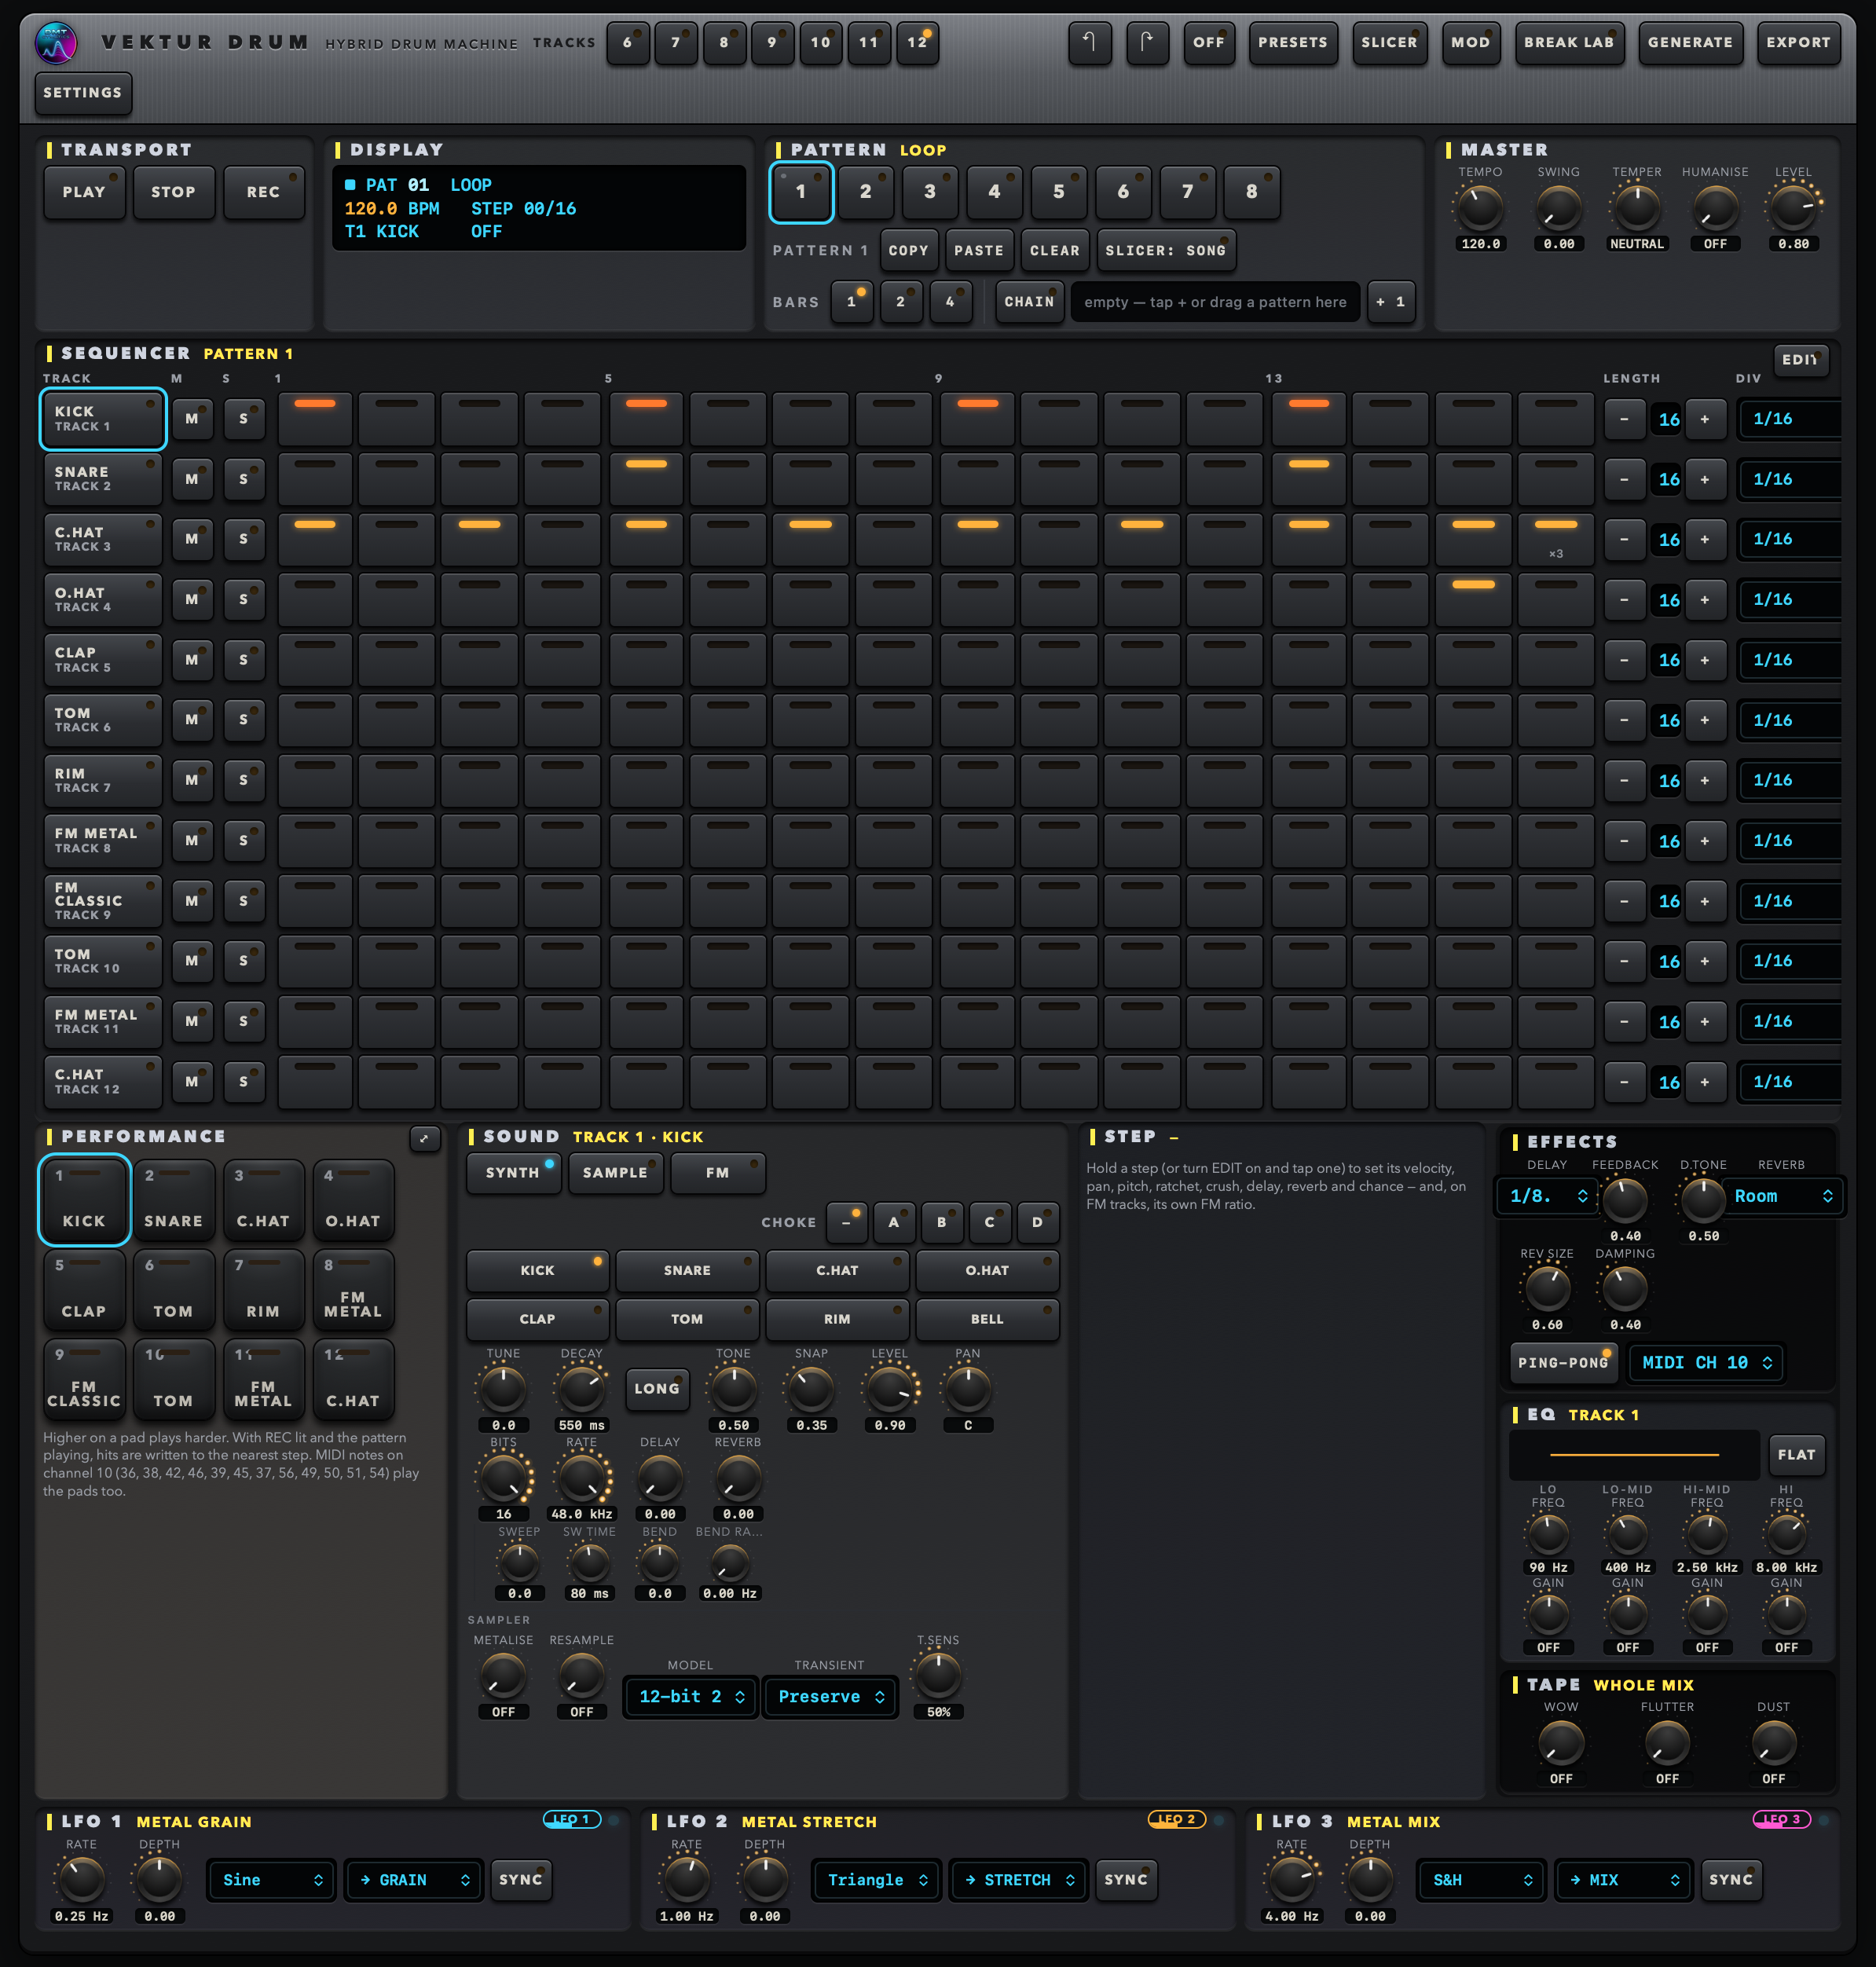 VEKTUR DRUM HYBRID DRUM MACHINE TRACKS 6 7 8 9 10 11 12 OFF PRESETS SLICER MOD BREAK LAB GENERATE EXPORT
SETTINGS
TRANSPORT
PLAY STOP REC
DISPLAY
PAT 01 LOOP
120.0 BPM STEP 00/16
T1 KICK OFF
PATTERN LOOP
1 2 3 4 5 6 7 8
PATTERN 1 COPY PASTE CLEAR SLICER: SONG
BARS 1 2 4 CHAIN empty — tap + or drag a pattern here + 1
MASTER
TEMPO SWING TEMPER HUMANISE LEVEL
120.0 0.00 NEUTRAL OFF 0.80
SEQUENCER PATTERN 1 EDIT
TRACK M S 1 5 9 13 LENGTH DIV
KICK
TRACK 1 M S − 16 + 1/16
SNARE
TRACK 2 M S − 16 + 1/16
C.HAT
TRACK 3 M S ×3 − 16 + 1/16
O.HAT
TRACK 4 M S − 16 + 1/16
CLAP
TRACK 5 M S − 16 + 1/16
TOM
TRACK 6 M S − 16 + 1/16
RIM
TRACK 7 M S − 16 + 1/16
FM METAL
TRACK 8 M S − 16 + 1/16
FM
CLASSIC
TRACK 9 M S − 16 + 1/16
TOM
TRACK 10 M S − 16 + 1/16
FM METAL
TRACK 11 M S − 16 + 1/16
C.HAT
TRACK 12 M S − 16 + 1/16
PERFORMANCE
1 2 3 4
KICK SNARE C.HAT O.HAT
5 6 7 8
CLAP TOM RIM FM METAL
9 10 11 12
FM CLASSIC TOM FM METAL C.HAT
Higher on a pad plays harder. With REC lit and the pattern
playing, hits are written to the nearest step. MIDI notes on
channel 10 (36, 38, 42, 46, 39, 45, 37, 56, 49, 50, 51, 54) play
the pads too.
SOUND TRACK 1 · KICK
SYNTH SAMPLE FM
CHOKE – A B C D
KICK SNARE C.HAT O.HAT
CLAP TOM RIM BELL
TUNE DECAY LONG TONE SNAP LEVEL PAN
0.0 550 ms 0.50 0.35 0.90 C
BITS RATE DELAY REVERB
16 48.0 kHz 0.00 0.00
SWEEP SW TIME BEND BEND RA...
0.0 80 ms 0.0 0.00 Hz
SAMPLER
METALISE RESAMPLE MODEL TRANSIENT T.SENS
12-bit 2 Preserve
OFF OFF 50%
STEP –
Hold a step (or turn EDIT on and tap one) to set its velocity,
pan, pitch, ratchet, crush, delay, reverb and chance — and, on
FM tracks, its own FM ratio.
EFFECTS
DELAY FEEDBACK D.TONE REVERB
1/8. Room
0.40 0.50
REV SIZE DAMPING
0.60 0.40
PING-PONG MIDI CH 10
EQ TRACK 1
FLAT
LO LO-MID HI-MID HI
FREQ FREQ FREQ FREQ
90 Hz 400 Hz 2.50 kHz 8.00 kHz
GAIN GAIN GAIN GAIN
OFF OFF OFF OFF
TAPE WHOLE MIX
WOW FLUTTER DUST
OFF OFF OFF
LFO 1 METAL GRAIN LFO 1
RATE DEPTH
Sine → GRAIN SYNC
0.25 Hz 0.00
LFO 2 METAL STRETCH LFO 2
RATE DEPTH
Triangle → STRETCH SYNC
1.00 Hz 0.00
LFO 3 METAL MIX LFO 3
RATE DEPTH
S&H → MIX SYNC
4.00 Hz 0.00